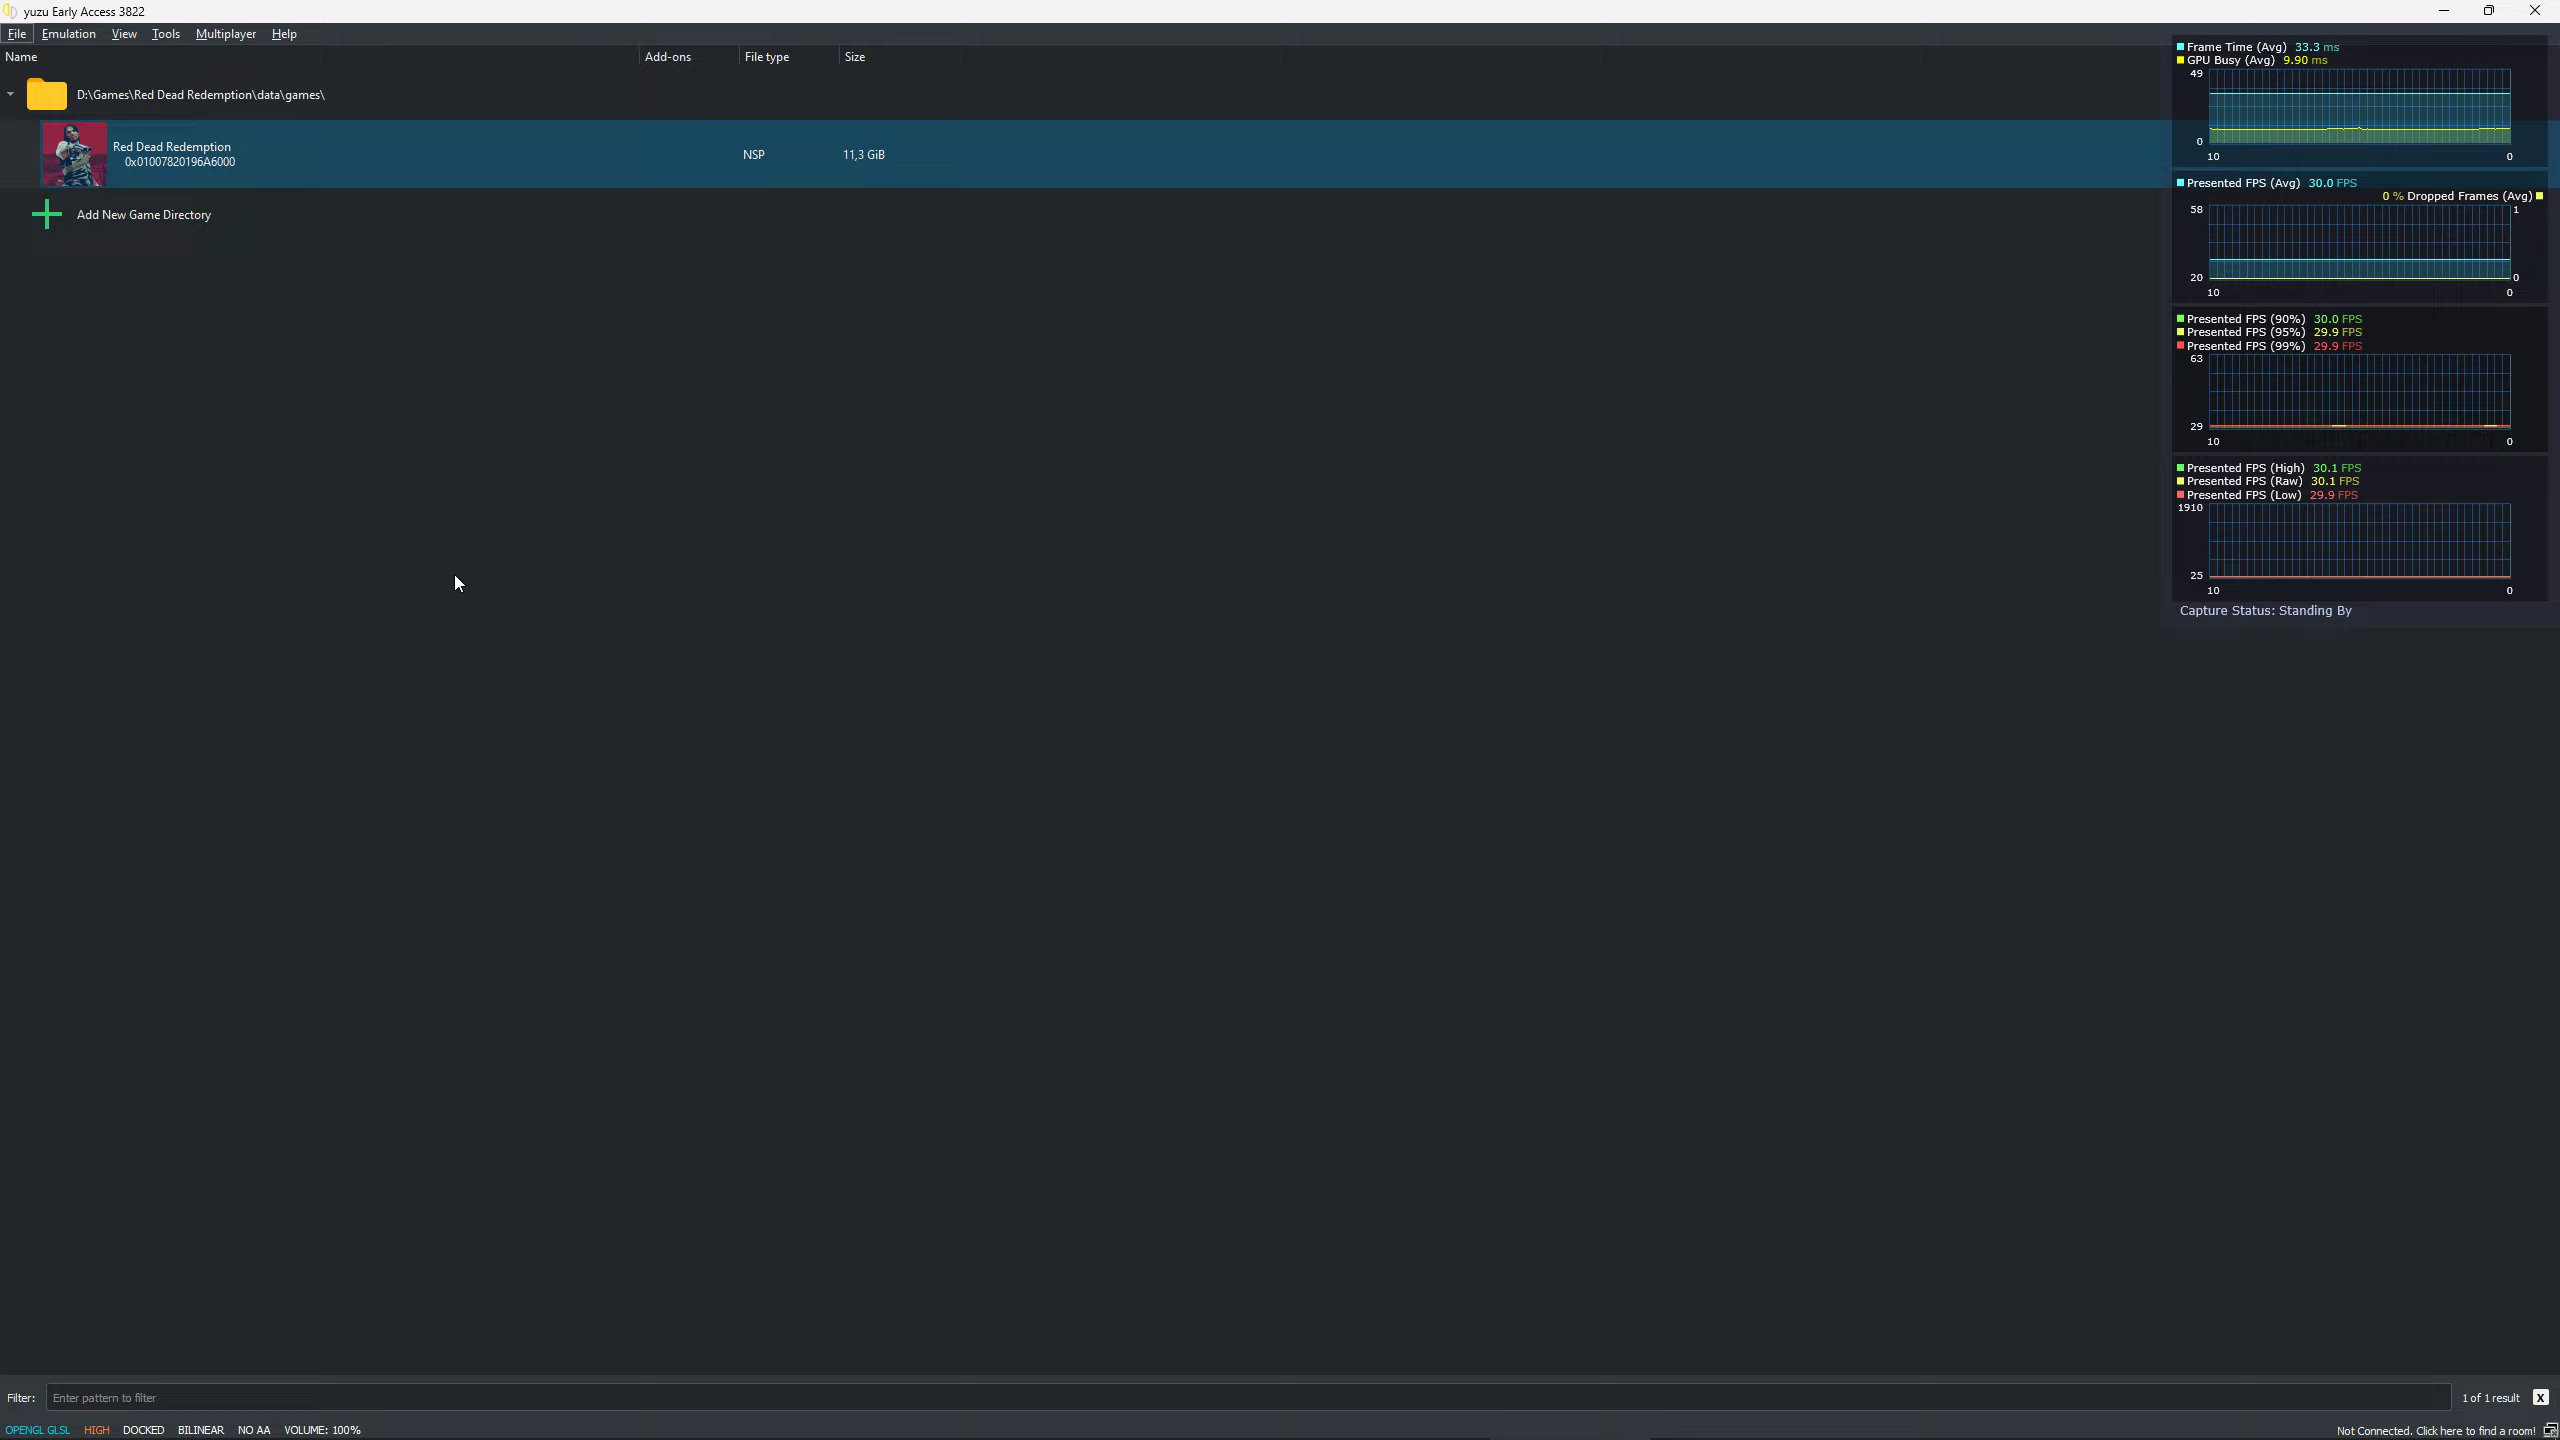 yuzu Early Access 3822
File Emulation View Tools Multiplayer Help
Name Add-ons File type Size
D:\Games\Red Dead Redemption\data\games\
Red Dead Redemption
0x01007820196A6000
NSP 11,3 GiB
Add New Game Directory
Frame Time (Avg) 33.3 ms
GPU Busy (Avg) 9.90 ms
49
0
10 0
Presented FPS (Avg) 30.0 FPS
0 % Dropped Frames (Avg)
58 1
20 0
10 0
Presented FPS (90%) 30.0 FPS
Presented FPS (95%) 29.9 FPS
Presented FPS (99%) 29.9 FPS
63
29
10 0
Presented FPS (High) 30.1 FPS
Presented FPS (Raw) 30.1 FPS
Presented FPS (Low) 29.9 FPS
1910
25
10 0
Capture Status: Standing By
Filter: Enter pattern to filter 1 of 1 result X
OPENGL GLSL HIGH DOCKED BILINEAR NO AA VOLUME: 100% Not Connected. Click here to find a room!